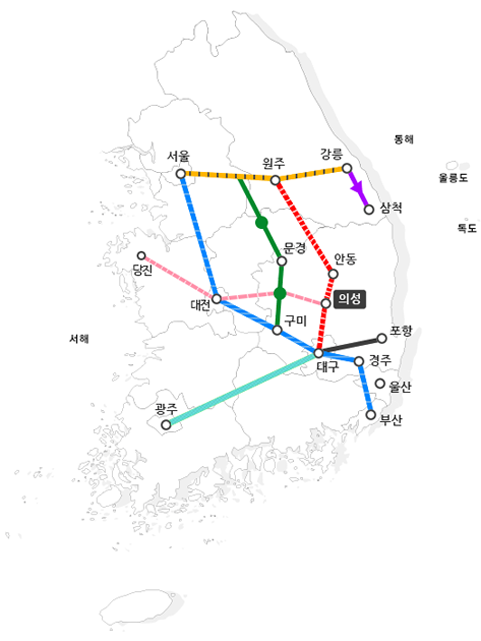 통해
서울
원주
강릉
울릉도
삼척
독도
문경
안동
당진
의성
대전
구미
포항
서해
대구
경주
울산
광주
부산